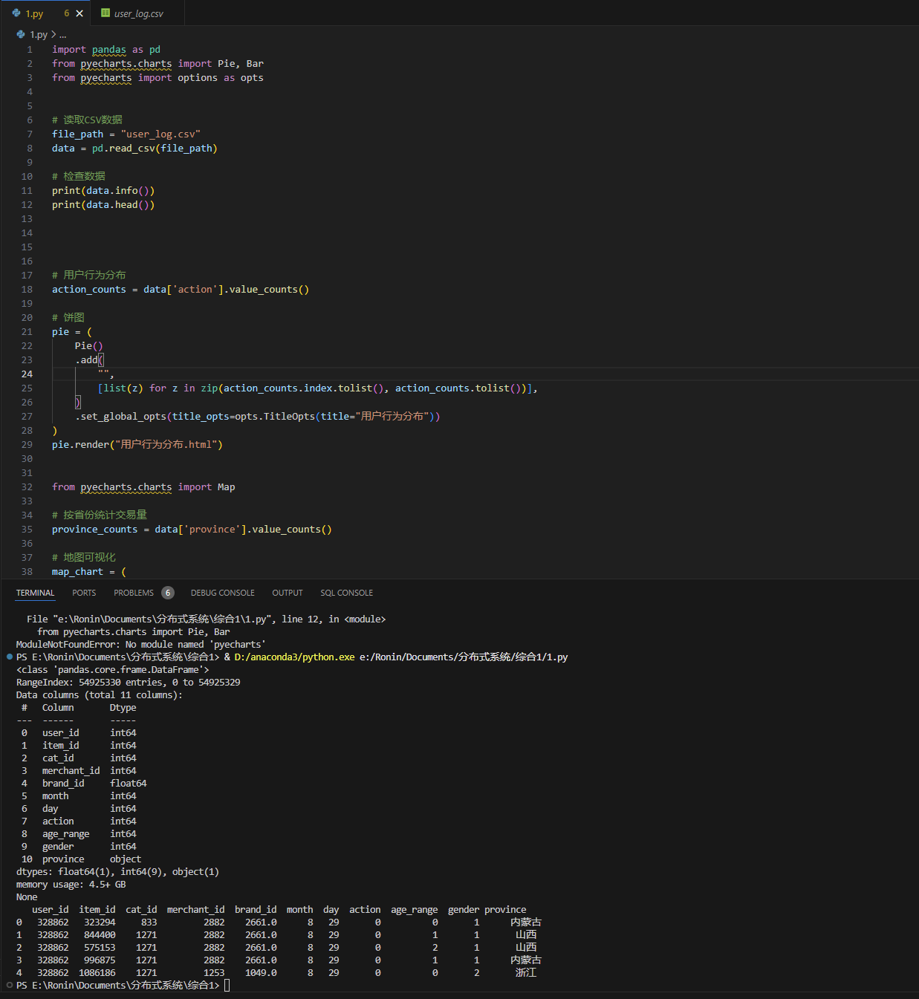 1.py 6 user_log.csv
1.py > ...
1 import pandas as pd
2 from pyecharts.charts import Pie, Bar
3 from pyecharts import options as opts
4
5
6 # 读取CSV数据
7 file_path = "user_log.csv"
8 data = pd.read_csv(file_path)
9
10 # 检查数据
11 print(data.info())
12 print(data.head())
13
14
15
16
17 # 用户行为分布
18 action_counts = data['action'].value_counts()
19
20 # 饼图
21 pie = (
22     Pie()
23     .add(
24         "",
25         [list(z) for z in zip(action_counts.index.tolist(), action_counts.tolist())],
26     )
27     .set_global_opts(title_opts=opts.TitleOpts(title="用户行为分布"))
28 )
29 pie.render("用户行为分布.html")
30
31
32 from pyecharts.charts import Map
33
34 # 按省份统计交易量
35 province_counts = data['province'].value_counts()
36
37 # 地图可视化
38 map_chart = (
TERMINAL PORTS PROBLEMS 6 DEBUG CONSOLE OUTPUT SQL CONSOLE
  File "e:\Ronin\Documents\分布式系统\综合1\1.py", line 12, in <module>
    from pyecharts.charts import Pie, Bar
ModuleNotFoundError: No module named 'pyecharts'
PS E:\Ronin\Documents\分布式系统\综合1> & D:/anaconda3/python.exe e:/Ronin/Documents/分布式系统/综合1/1.py
<class 'pandas.core.frame.DataFrame'>
RangeIndex: 54925330 entries, 0 to 54925329
Data columns (total 11 columns):
 #   Column       Dtype
---  ------       -----
 0   user_id      int64
 1   item_id      int64
 2   cat_id       int64
 3   merchant_id  int64
 4   brand_id     float64
 5   month        int64
 6   day          int64
 7   action       int64
 8   age_range    int64
 9   gender       int64
 10  province     object
dtypes: float64(1), int64(9), object(1)
memory usage: 4.5+ GB
None
   user_id  item_id  cat_id  merchant_id  brand_id  month  day  action  age_range  gender province
0   328862   323294     833         2882    2661.0      8   29       0          0       1      内蒙古
1   328862   844400    1271         2882    2661.0      8   29       0          1       1       山西
2   328862   575153    1271         2882    2661.0      8   29       0          2       1       山西
3   328862   996875    1271         2882    2661.0      8   29       0          1       1      内蒙古
4   328862  1086186    1271         1253    1049.0      8   29       0          0       2       浙江
PS E:\Ronin\Documents\分布式系统\综合1>